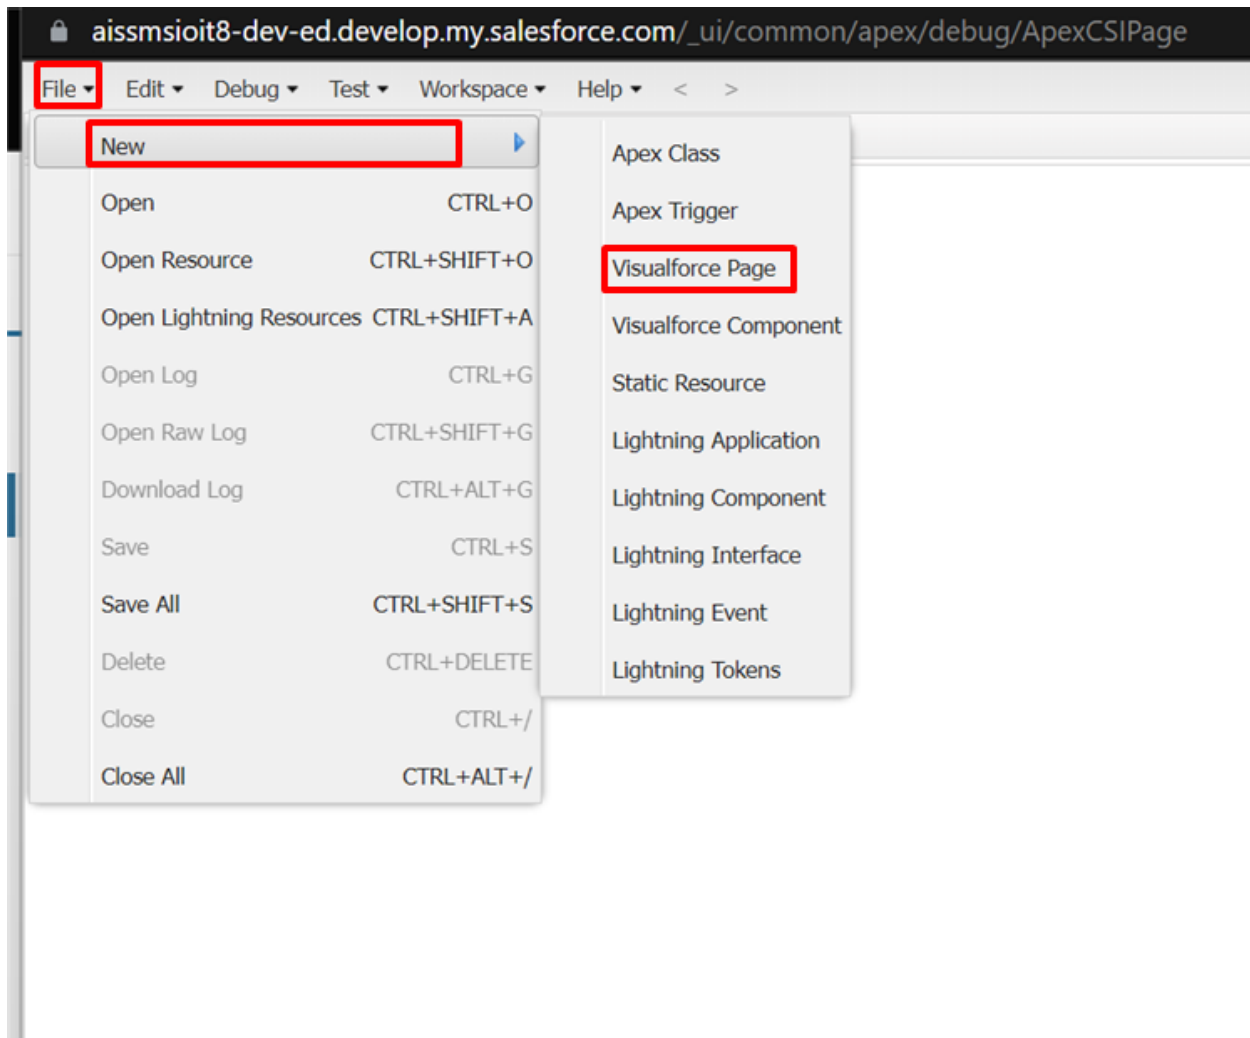 aissmsioit8-dev-ed.develop.my.salesforce.com/_ui/common/apex/debug/ApexCSIPage
File Edit Debug Test Workspace Help < >
New
Open CTRL+O
Open Resource CTRL+SHIFT+O
Open Lightning Resources CTRL+SHIFT+A
Open Log CTRL+G
Open Raw Log CTRL+SHIFT+G
Download Log CTRL+ALT+G
Save CTRL+S
Save All CTRL+SHIFT+S
Delete CTRL+DELETE
Close CTRL+/
Close All CTRL+ALT+/
Apex Class
Apex Trigger
Visualforce Page
Visualforce Component
Static Resource
Lightning Application
Lightning Component
Lightning Interface
Lightning Event
Lightning Tokens